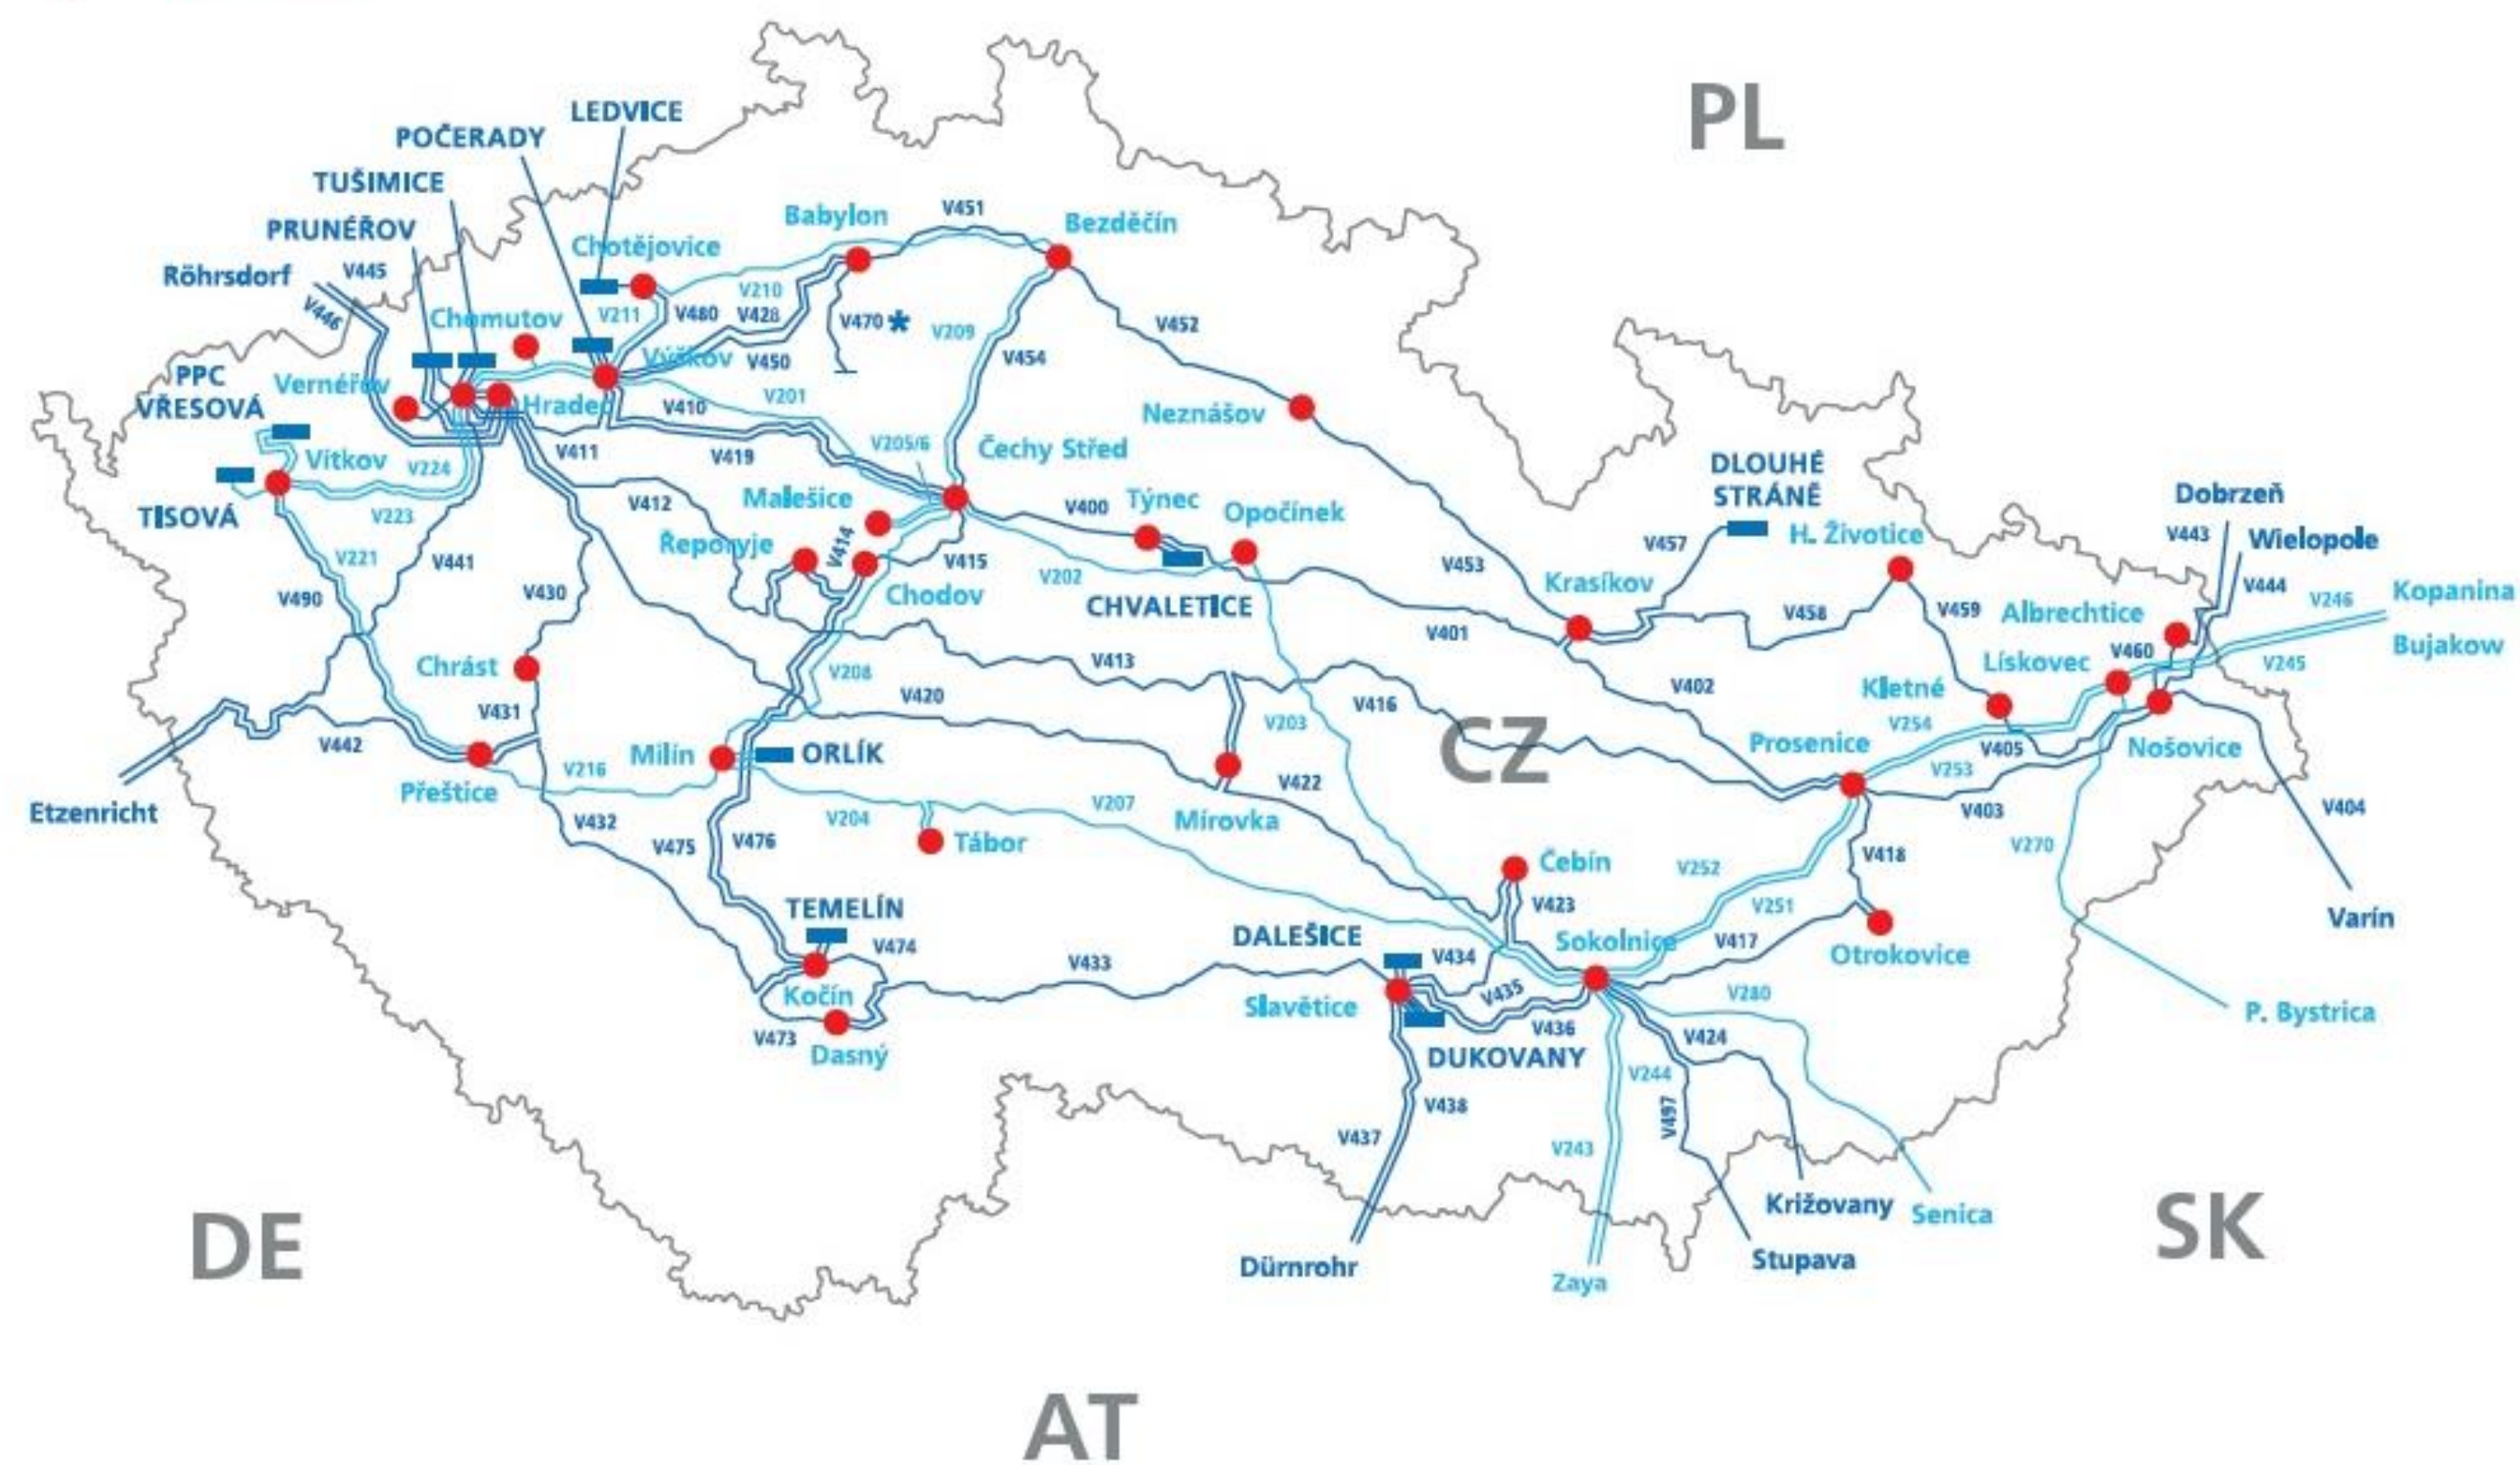 PL
LEDVICE
POČERADY
TUŠIMICE
PRUNÉŘOV
Babylon
V451
Bezděčín
Chotějovice
Röhrsdorf
V445
V446
V210
V211
V480
V428
V470 *
V209
V452
Chomutov
Výškov
V450
V454
PPC
VŘESOVÁ
Vernéřov
Hradec
V410
V201
Neznášov
V411
V419
V205/6
Čechy Střed
Vítkov
V224
DLOUHÉ
STRÁNĚ
Dobrzeň
TISOVÁ
V223
V412
Malešice
V400
Týnec
Opočínek
V457
H. Životice
V443
Wielopole
Řeporyje
V414
V415
V221
V441
V202
V453
Krasíkov
V444
V246
Kopanina
V490
V430
Chodov
CHVALETICE
V401
V458
V459
Albrechtice
Bujakow
Chrást
V208
V413
V460
Lískovec
V245
V431
V420
V203
V416
V402
Kletné
V254
V442
V216
Milín
ORLÍK
CZ
Prosenice
V405
Nošovice
V253
Přeštice
V422
Etzenricht
V432
V204
V207
Mírovka
V403
V404
V475
V476
Tábor
Čebín
V252
V418
V270
TEMELÍN
V423
V251
Varín
V474
DALEŠICE
V434
Sokolnice
V417
Otrokovice
V433
Kočín
Slavětice
V435
V280
P. Bystrica
V473
Dasný
V436
V424
DUKOVANY
V244
V438
V497
V437
V243
DE
Križovany
Senica
SK
Dürnrohr
Stupava
Zaya
AT